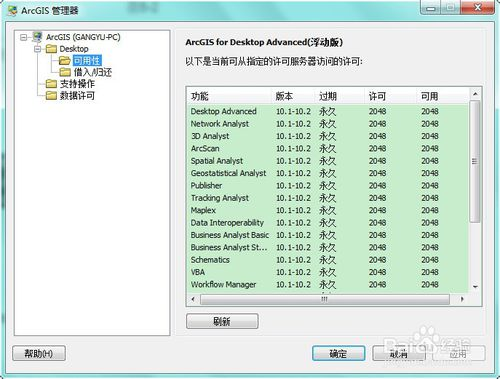 ArcGIS 管理器
ArcGIS (GANGYU-PC)
Desktop
可用性
借入/归还
支持操作
数据许可
ArcGIS for Desktop Advanced(浮动版)
以下是当前可从指定的许可服务器访问的许可:
功能 版本 过期 许可 可用
Desktop Advanced 10.1-10.2 永久 2048 2048
Network Analyst 10.1-10.2 永久 2048 2048
3D Analyst 10.1-10.2 永久 2048 2048
ArcScan 10.1-10.2 永久 2048 2048
Spatial Analyst 10.1-10.2 永久 2048 2048
Geostatistical Analyst 10.1-10.2 永久 2048 2048
Publisher 10.1-10.2 永久 2048 2048
Tracking Analyst 10.1-10.2 永久 2048 2048
Maplex 10.1-10.2 永久 2048 2048
Data Interoperability 10.1-10.2 永久 2048 2048
Business Analyst Basic 10.1-10.2 永久 2048 2048
Business Analyst St... 10.1-10.2 永久 2048 2048
Schematics 10.1-10.2 永久 2048 2048
VBA 10.1-10.2 永久 2048 2048
Workflow Manager 10.1-10.2 永久 2048 2048
刷新
帮助(H) 确定 取消 应用
Baidu 经验